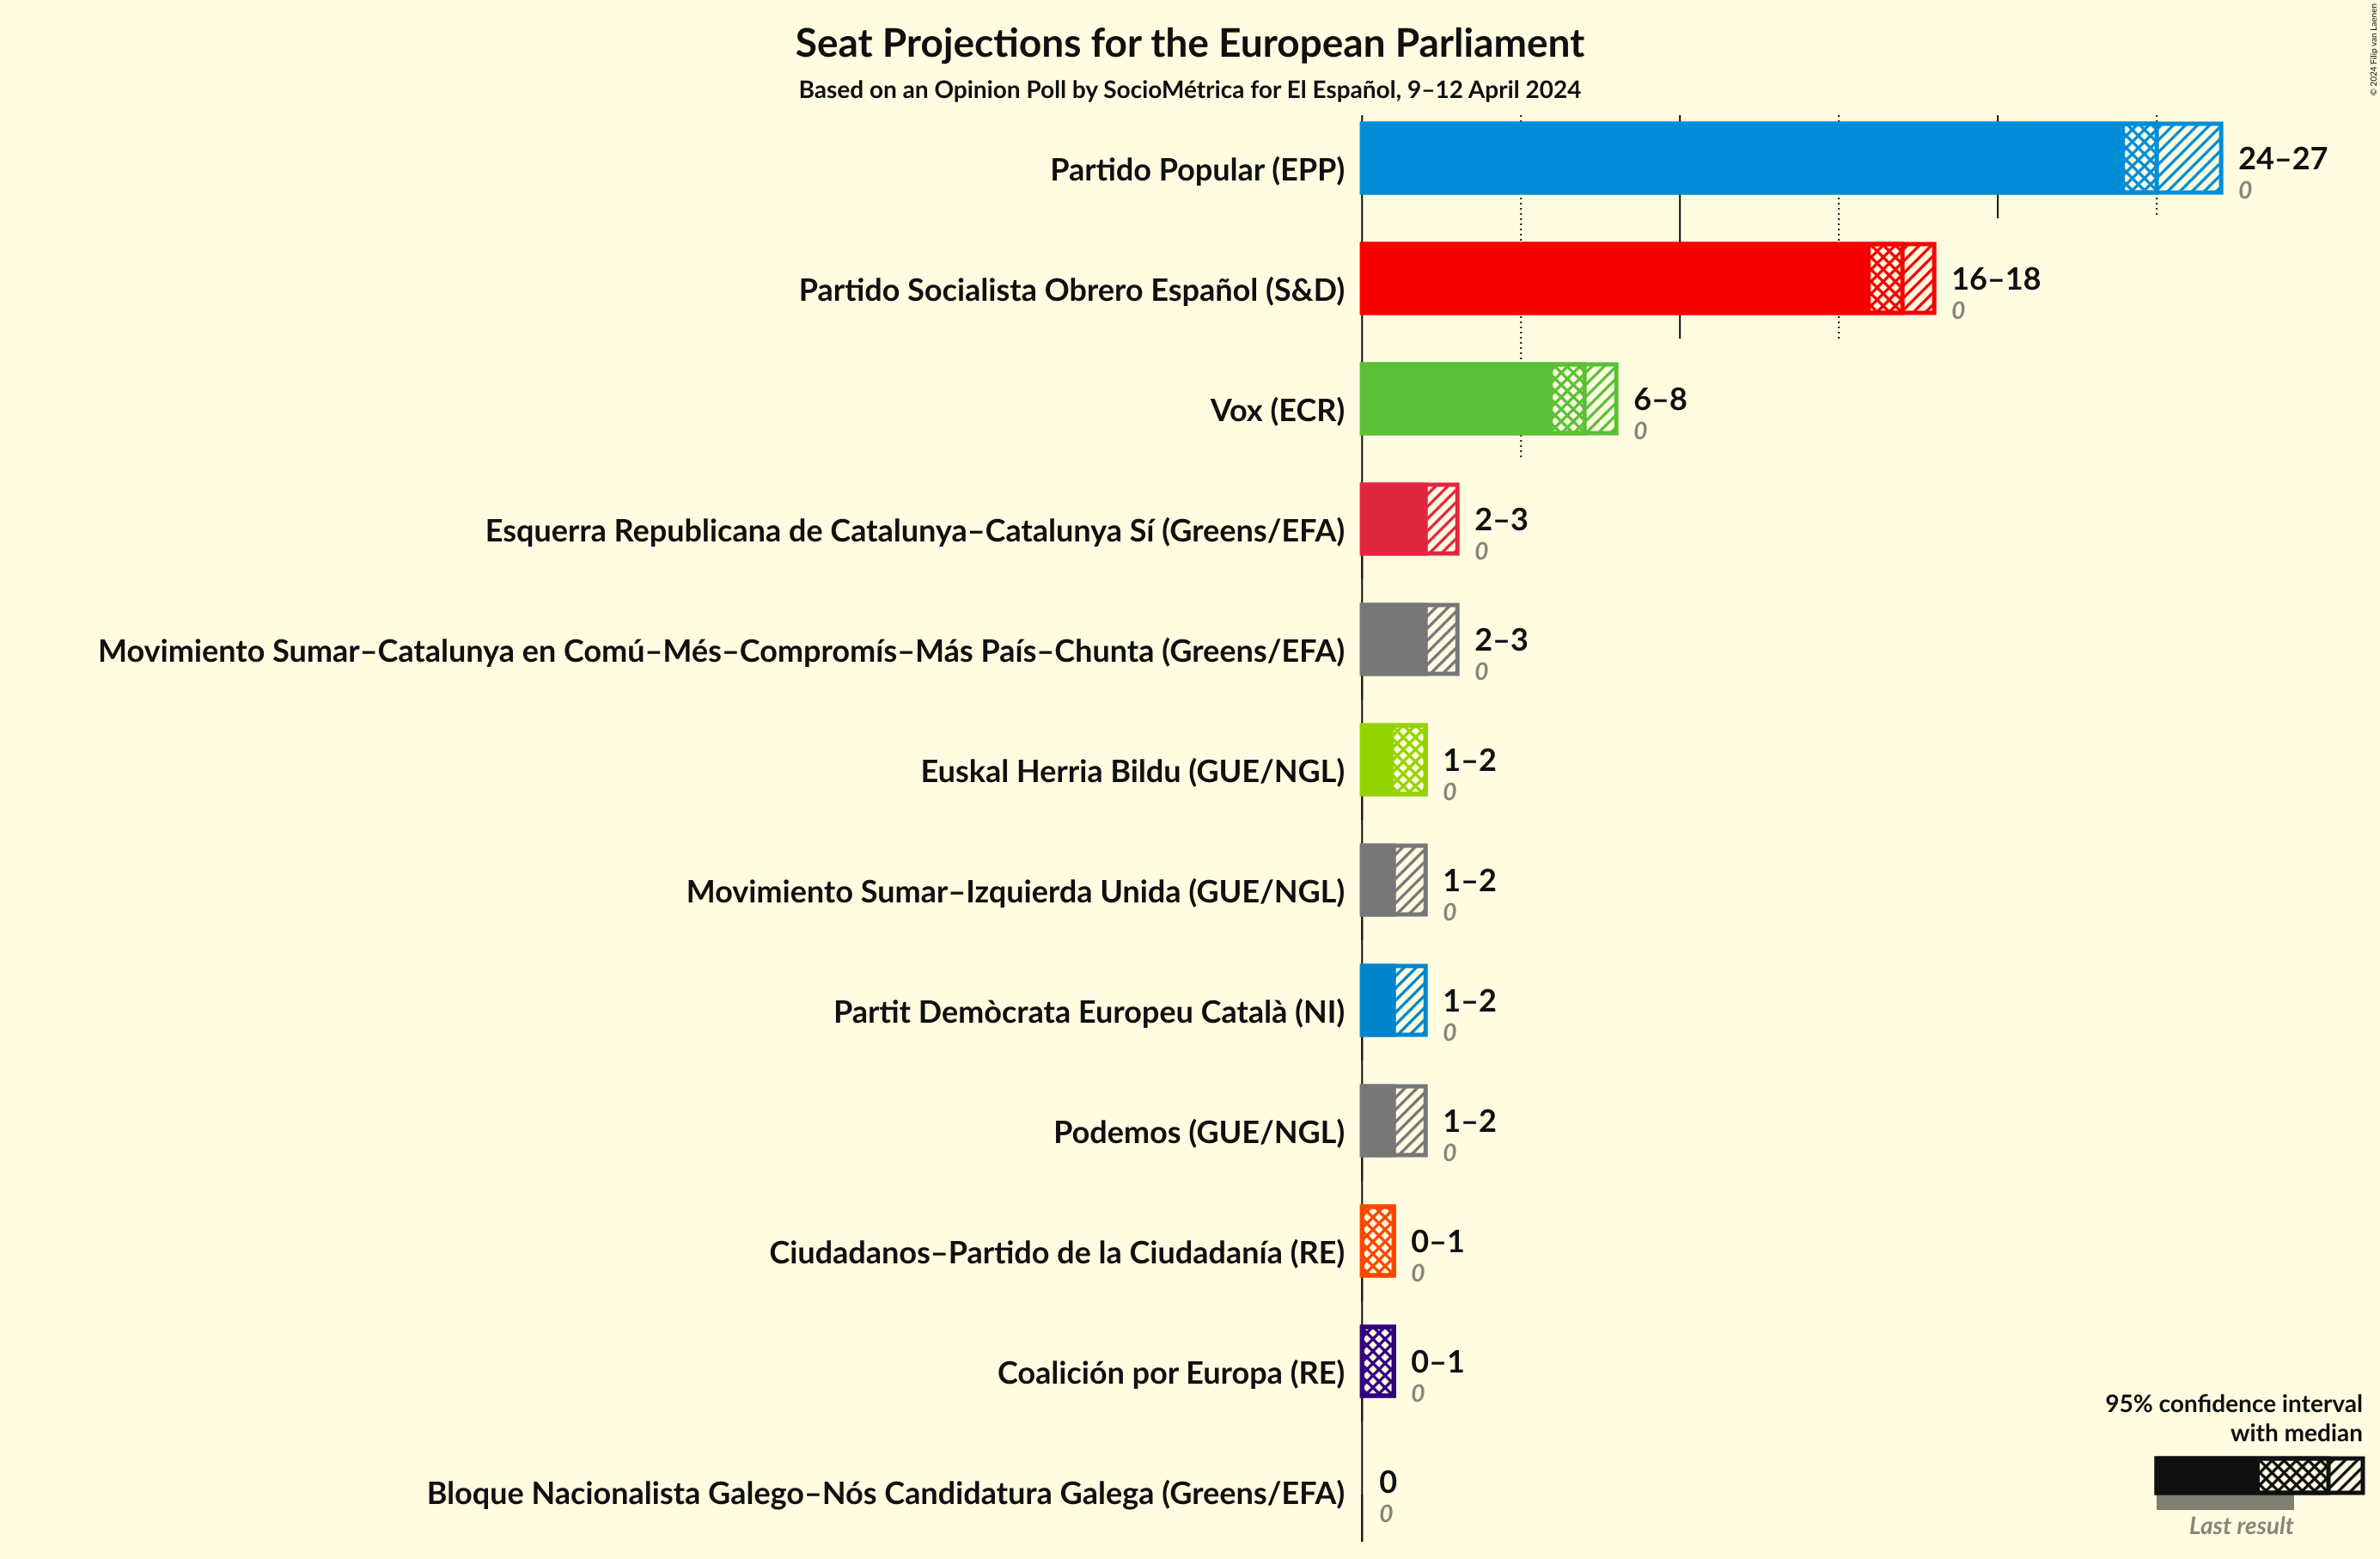 Seat Projections for the European Parliament
Based on an Opinion Poll by SocioMétrica for El Español, 9–12 April 2024
© 2024 Filip van Laenen
Partido Popular (EPP)
24–27
0
Partido Socialista Obrero Español (S&D)
16–18
0
Vox (ECR)
6–8
0
Esquerra Republicana de Catalunya–Catalunya Sí (Greens/EFA)
2–3
0
Movimiento Sumar–Catalunya en Comú–Més–Compromís–Más País–Chunta (Greens/EFA)
2–3
0
Euskal Herria Bildu (GUE/NGL)
1–2
0
Movimiento Sumar–Izquierda Unida (GUE/NGL)
1–2
0
Partit Demòcrata Europeu Català (NI)
1–2
0
Podemos (GUE/NGL)
1–2
0
Ciudadanos–Partido de la Ciudadanía (RE)
0–1
0
Coalición por Europa (RE)
0–1
0
Bloque Nacionalista Galego–Nós Candidatura Galega (Greens/EFA)
0
0
95% confidence interval
with median
Last result